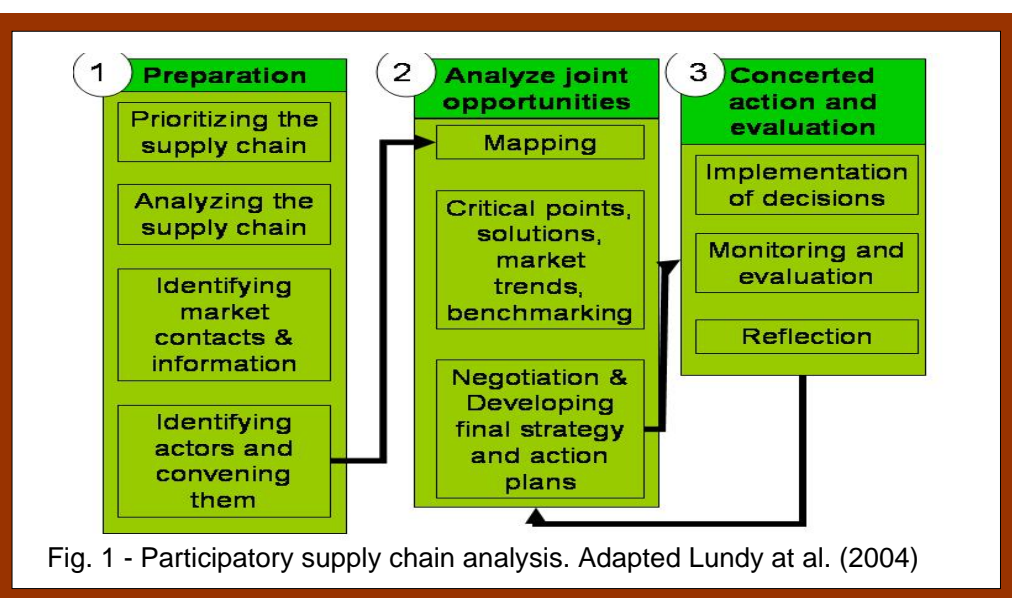 1
Preparation
Prioritizing the
supply chain
Analyzing the
supply chain
Identifying
market
contacts &
information
Identifying
actors and
convening
them
2
Analyze joint
opportunities
Mapping
Critical points,
solutions,
market
trends,
benchmarking
Negotiation &
Developing
final strategy
and action
plans
3
Concerted
action and
evaluation
Implementation
of decisions
Monitoring and
evaluation
Reflection
Fig. 1 - Participatory supply chain analysis. Adapted Lundy at al. (2004)